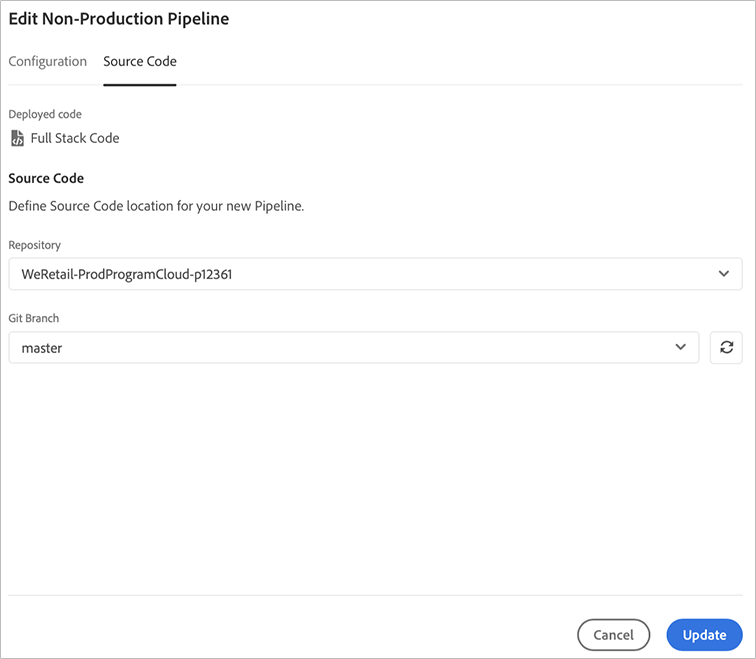 Edit Non-Production Pipeline
Configuration Source Code
Deployed code
Full Stack Code
Source Code
Define Source Code location for your new Pipeline.
Repository
WeRetail-ProdProgramCloud-p12361
Git Branch
master
Cancel Update